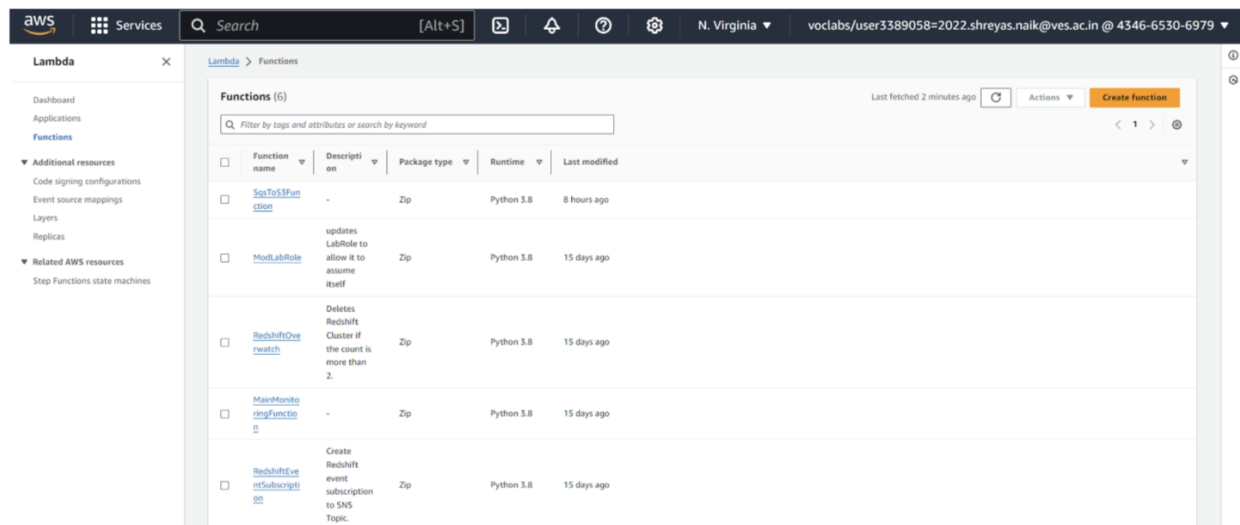 aws
Services
Search
[Alt+S]
N. Virginia
voclabs/user3389058=2022.shreyas.naik@ves.ac.in @ 4346-6530-6979
Lambda
Dashboard
Applications
Functions
Additional resources
Code signing configurations
Event source mappings
Layers
Replicas
Related AWS resources
Step Functions state machines
Lambda > Functions
Functions (6)
Last fetched 2 minutes ago
Actions
Create function
Filter by tags and attributes or search by keyword
< 1 >
Function
name
Descripti
on
Package type
Runtime
Last modified
SqsToS3Fun
ction
-
Zip
Python 3.8
8 hours ago
ModLabRole
updates
LabRole to
allow it to
assume
itself
Zip
Python 3.8
15 days ago
RedshiftOve
rwatch
Deletes
Redshift
Cluster if
the count is
more than
2.
Zip
Python 3.8
15 days ago
MainMonito
ringFunctio
n
-
Zip
Python 3.8
15 days ago
RedshiftEve
ntSubscripti
on
Create
Redshift
event
subscription
to SNS
Topic.
Zip
Python 3.8
15 days ago